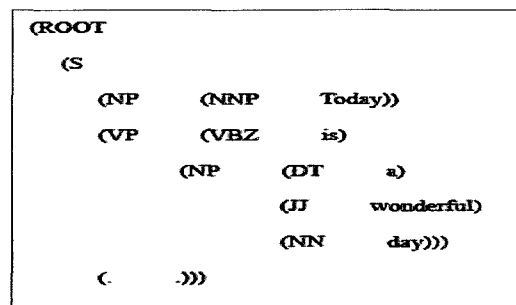 (ROOT
(S
(NP (NNP Today))
(VP (VBZ is)
(NP (DT a)
(JJ wonderful)
(NN day)))
(. .)))